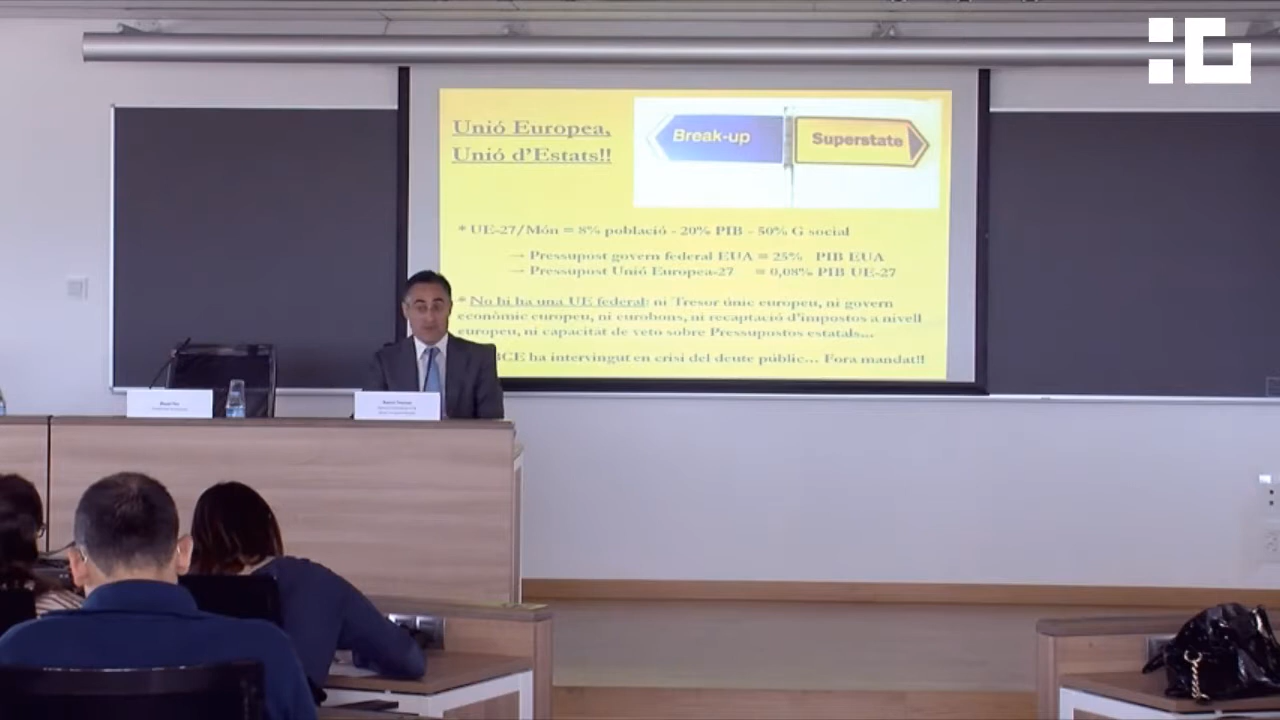 Unió Europea,
Unió d'Estats!!
Break-up
Superstate
* UE-27/Món = 8% població - 20% PIB - 50% G social
→ Pressupost govern federal EUA = 25% PIB EUA
→ Pressupost Unió Europea-27 = 0,08% PIB UE-27
* No hi ha una UE federal: ni Tresor únic europeu, ni govern
econòmic europeu, ni eurobons, ni recaptació d'impostos a nivell
europeu, ni capacitat de veto sobre Pressupostos estatals...
BCE ha intervingut en crisi del deute públic... Fora mandat!!